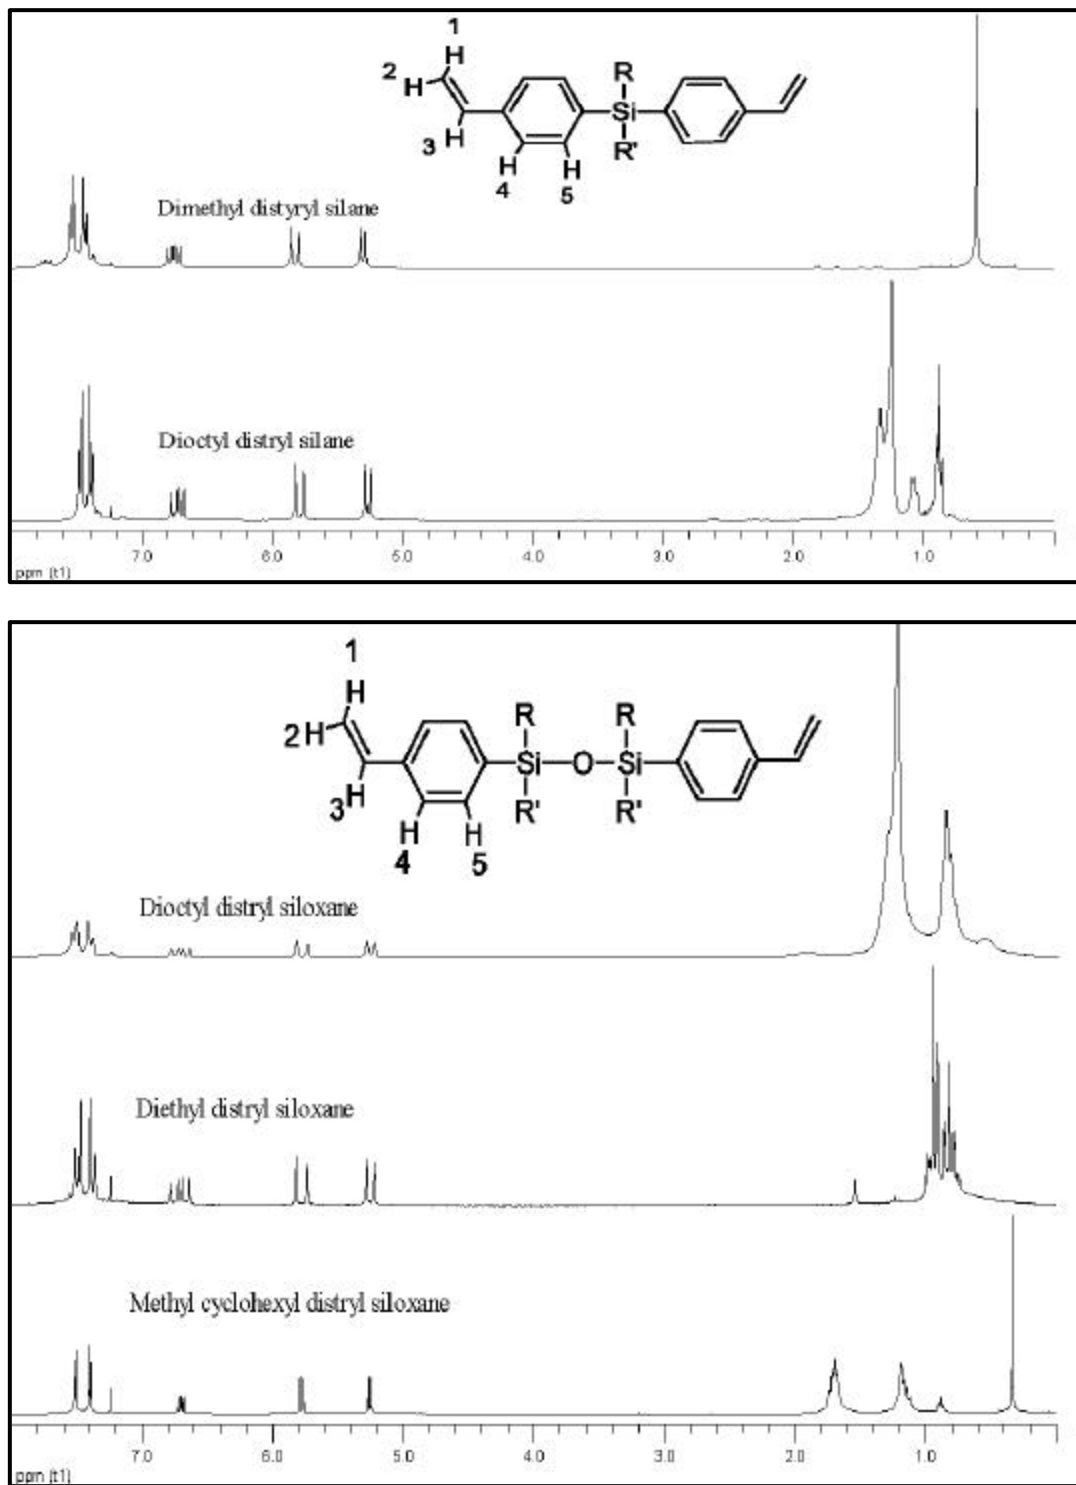 1
H
2 H
R
Si
R'
3 H
H
4
H
5
Dimethyl distyryl silane
Dioctyl distryl silane
7.0 6.0 5.0 4.0 3.0 2.0 1.0
ppm (t1)
1
H
2 H
R
R
Si
O
Si
3 H
R'
R'
H
H
4
5
Dioctyl distryl siloxane
Diethyl distryl siloxane
Methyl cyclohexyl distryl siloxane
7.0 6.0 5.0 4.0 3.0 2.0 1.0
ppm (t1)